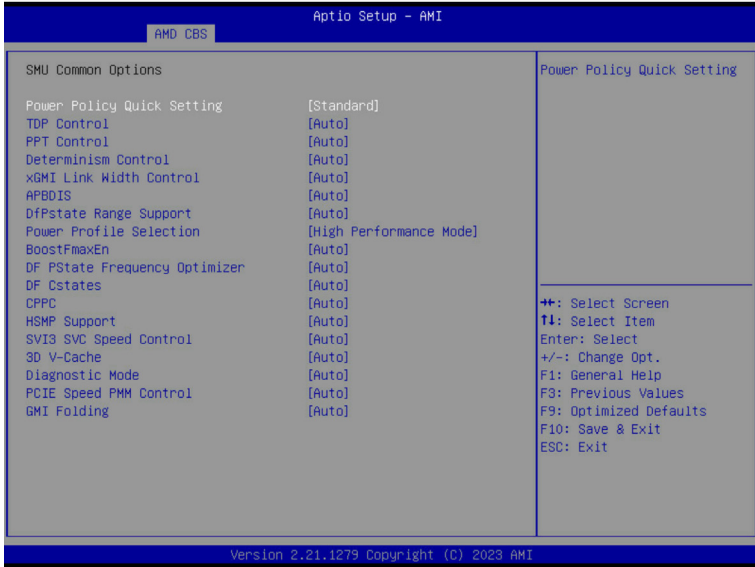 Aptio Setup - AMI
AMD CBS
SMU Common Options
Power Policy Quick Setting [Standard]
TDP Control [Auto]
PPT Control [Auto]
Determinism Control [Auto]
xGMI Link Width Control [Auto]
APBDIS [Auto]
DfPstate Range Support [Auto]
Power Profile Selection [High Performance Mode]
BoostFmaxEn [Auto]
DF PState Frequency Optimizer [Auto]
DF Cstates [Auto]
CPPC [Auto]
HSMP Support [Auto]
SVI3 SVC Speed Control [Auto]
3D V-Cache [Auto]
Diagnostic Mode [Auto]
PCIE Speed PMM Control [Auto]
GMI Folding [Auto]
Power Policy Quick Setting
→←: Select Screen
↑↓: Select Item
Enter: Select
+/-: Change Opt.
F1: General Help
F3: Previous Values
F9: Optimized Defaults
F10: Save & Exit
ESC: Exit
Version 2.21.1279 Copyright (C) 2023 AMI